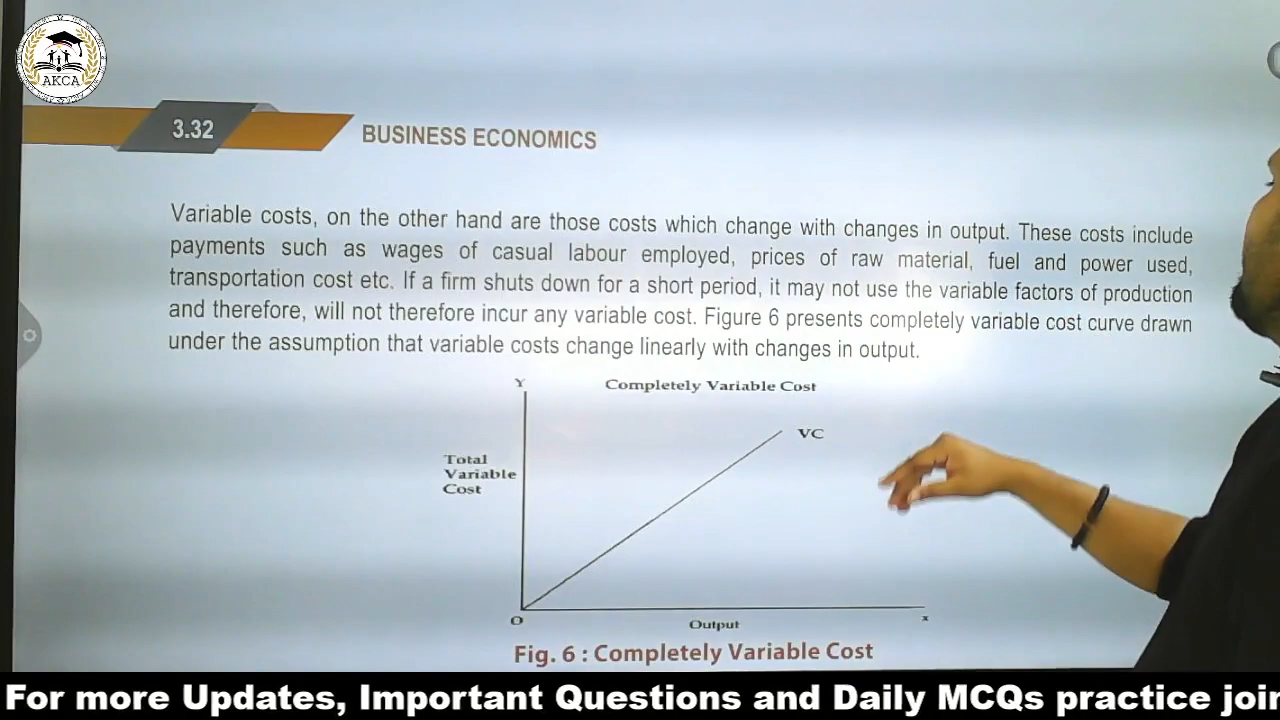 AKCA
3.32
BUSINESS ECONOMICS
Variable costs, on the other hand are those costs which change with changes in output. These costs include
payments such as wages of casual labour employed, prices of raw material, fuel and power used,
transportation cost etc. If a firm shuts down for a short period, it may not use the variable factors of production
and therefore, will not therefore incur any variable cost. Figure 6 presents completely variable cost curve drawn
under the assumption that variable costs change linearly with changes in output.
Y
Completely Variable Cost
VC
Total
Variable
Cost
O
Output
x
Fig. 6 : Completely Variable Cost
For more Updates, Important Questions and Daily MCQs practice join